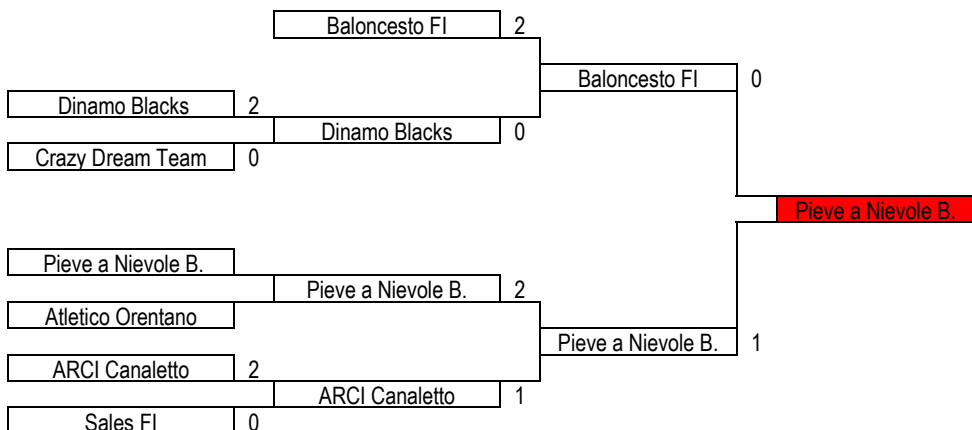 Baloncesto FI 2
Baloncesto FI 0
Dinamo Blacks 2
Dinamo Blacks 0
Crazy Dream Team 0
Pieve a Nievole B.
Pieve a Nievole B.
Pieve a Nievole B. 2
Atletico Orentano
Pieve a Nievole B. 1
ARCI Canaletto 2
ARCI Canaletto 1
Sales FI 0